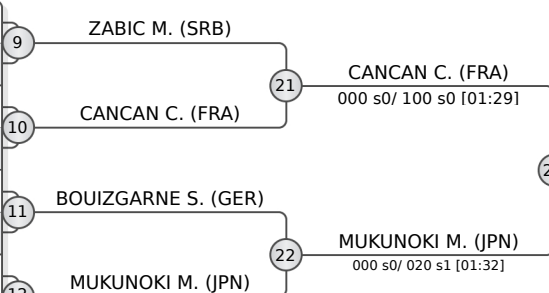 ZABIC M. (SRB)
9
21
CANCAN C. (FRA)
000 s0/ 100 s0 [01:29]
CANCAN C. (FRA)
10
BOUIZGARNE S. (GER)
11
22
MUKUNOKI M. (JPN)
000 s0/ 020 s1 [01:32]
MUKUNOKI M. (JPN)